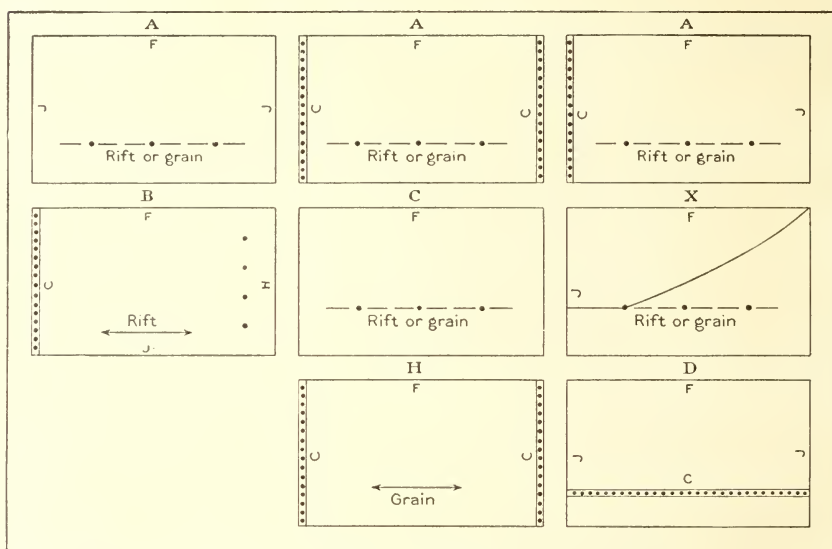 A A A
F F F
J J C C C J
Rift or grain Rift or grain Rift or grain
B C X
F F F
C H J
Rift Rift or grain Rift or grain
J
H D
F F
C C J J
C
Grain